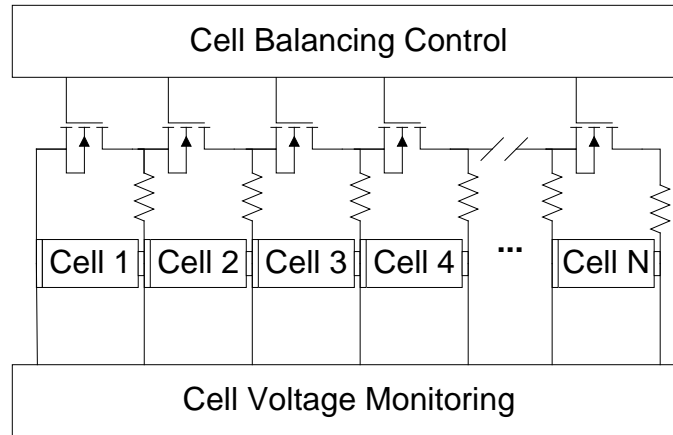 Cell Balancing Control
Cell 1 Cell 2 Cell 3 Cell 4 ... Cell N
Cell Voltage Monitoring